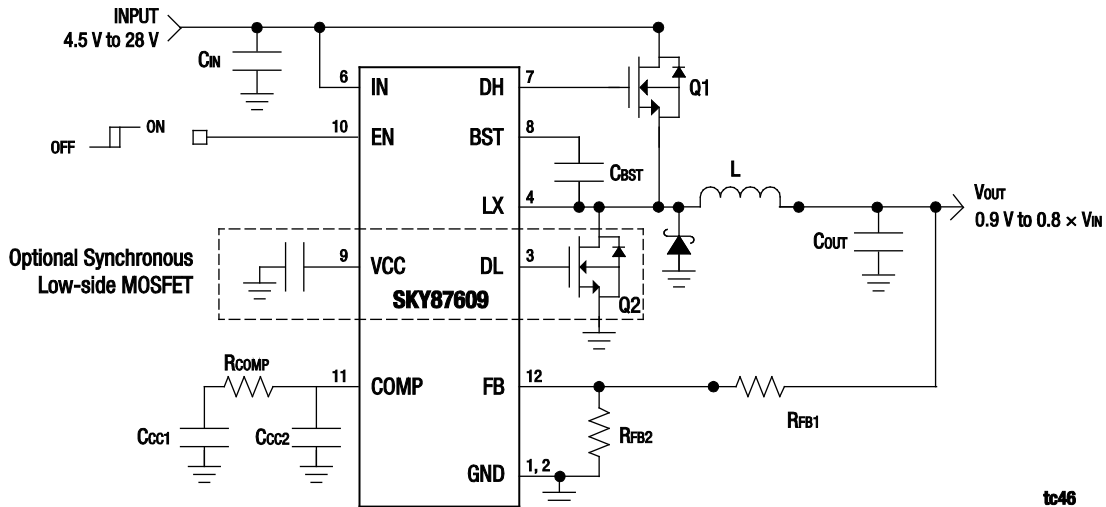 INPUT
4.5 V to 28 V
CIN
6
IN
DH
7
Q1
OFF
ON
10
EN
BST
8
CBST
LX
4
L
VOUT
0.9 V to 0.8 × VIN
COUT
Optional Synchronous
Low-side MOSFET
9
VCC
DL
3
Q2
SKY87609
RCOMP
11
COMP
FB
12
RFB1
CCC1
CCC2
RFB2
GND
1, 2
tc46